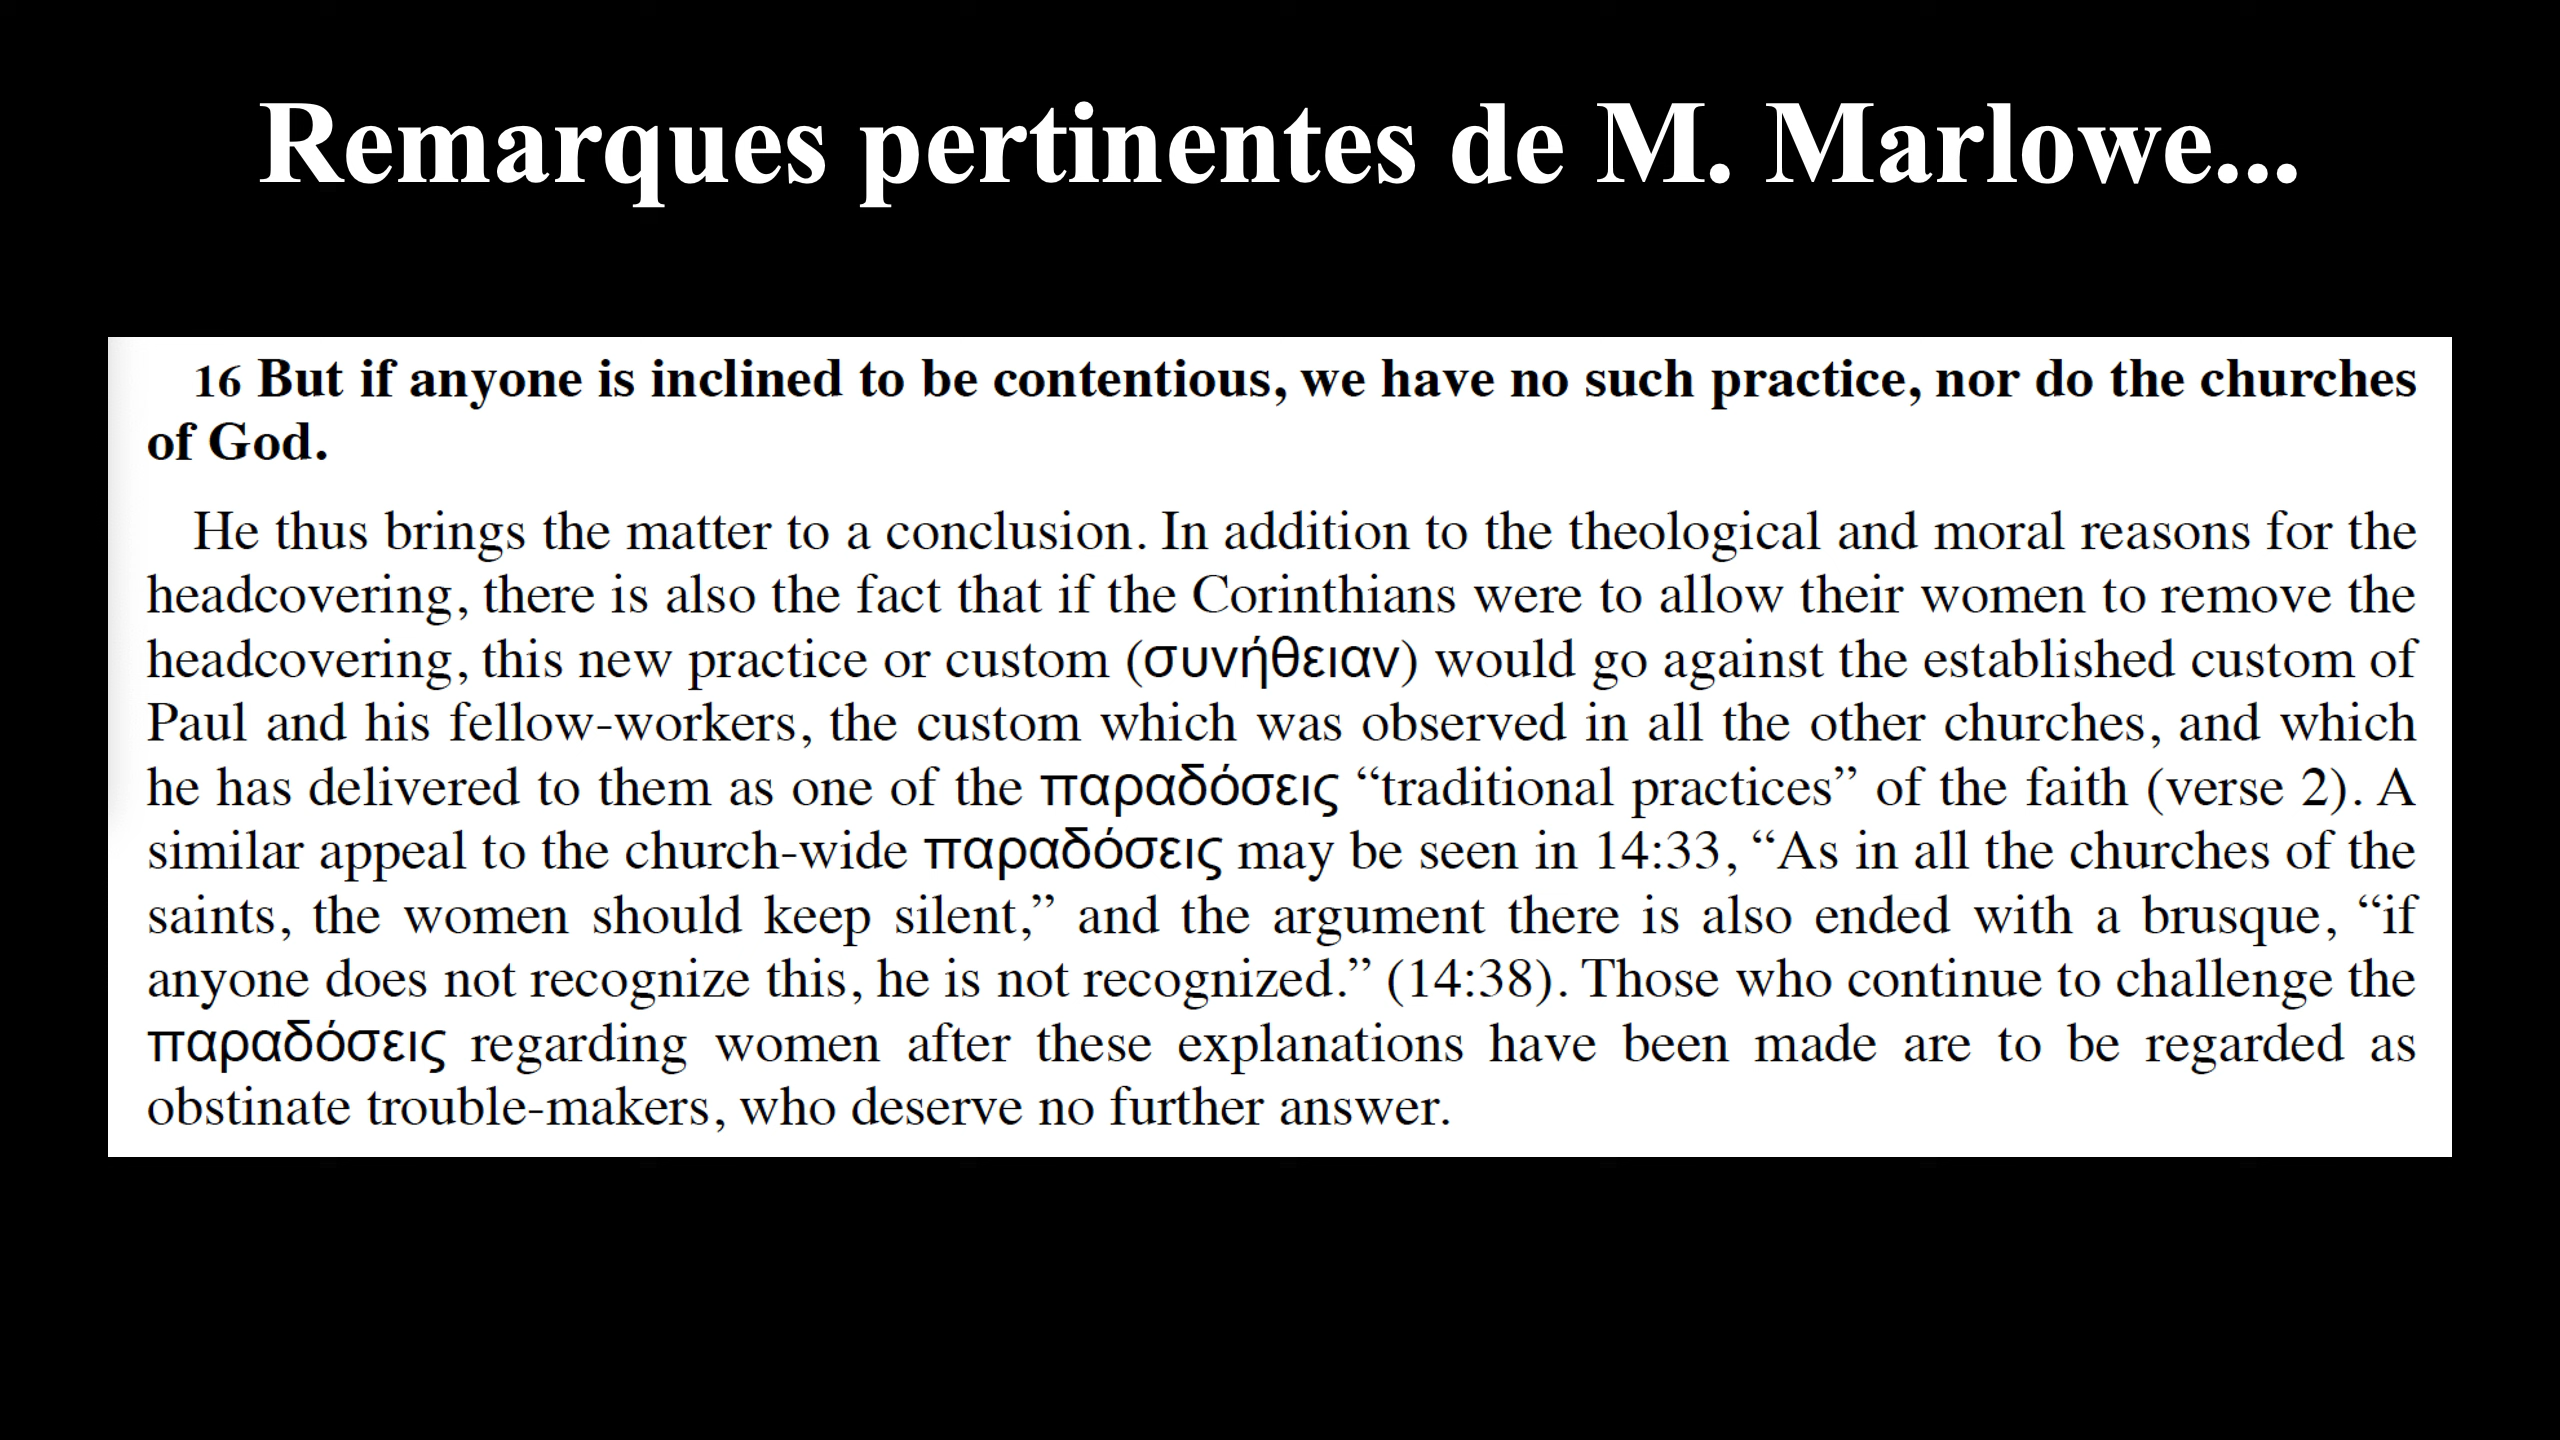 Remarques pertinentes de M. Marlowe...
16 But if anyone is inclined to be contentious, we have no such practice, nor do the churches
of God.
He thus brings the matter to a conclusion. In addition to the theological and moral reasons for the
headcovering, there is also the fact that if the Corinthians were to allow their women to remove the
headcovering, this new practice or custom (συνήθειαν) would go against the established custom of
Paul and his fellow-workers, the custom which was observed in all the other churches, and which
he has delivered to them as one of the παραδόσεις “traditional practices” of the faith (verse 2). A
similar appeal to the church-wide παραδόσεις may be seen in 14:33, “As in all the churches of the
saints, the women should keep silent,” and the argument there is also ended with a brusque, “if
anyone does not recognize this, he is not recognized.” (14:38). Those who continue to challenge the
παραδόσεις regarding women after these explanations have been made are to be regarded as
obstinate trouble-makers, who deserve no further answer.